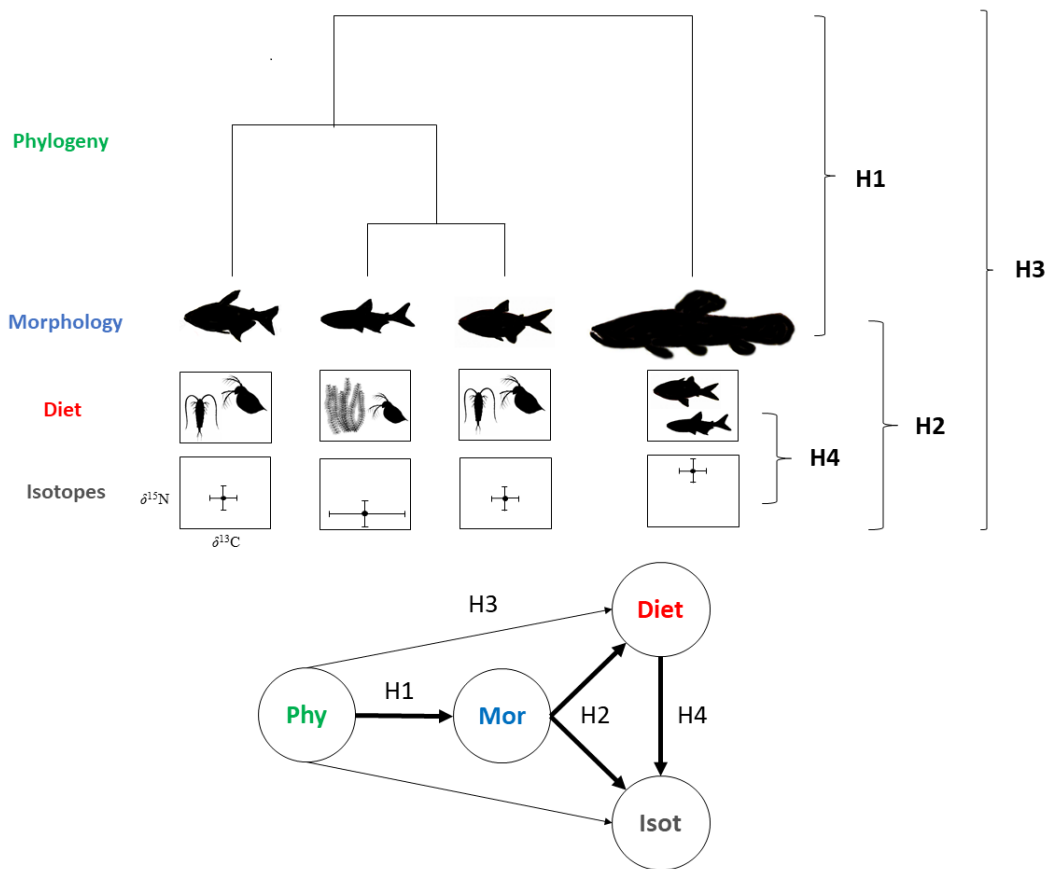 Phylogeny
H1
H3
Morphology
Diet
H2
H4
Isotopes
δ¹⁵N
δ¹³C
Diet
H3
H1
Phy
Mor
H2
H4
Isot